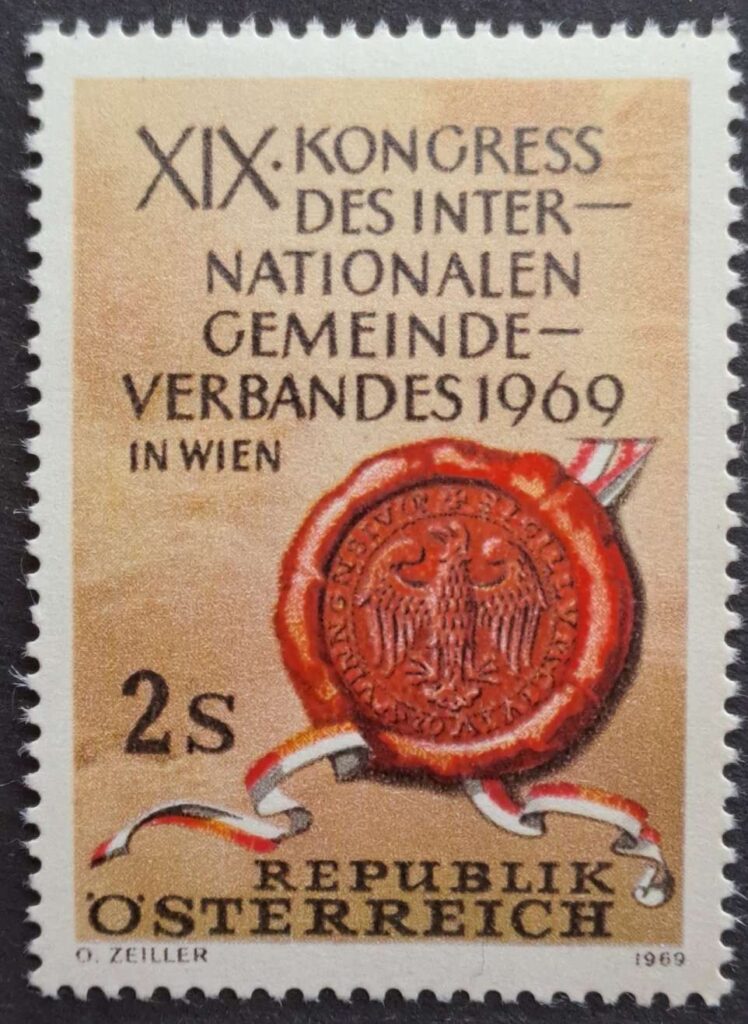 XIX. KONGRESS
DES INTER—
NATIONALEN
GEMEINDE—
VERBANDES 1969
IN WIEN
2S
REPUBLIK
ÖSTERREICH
O. ZEILLER
1969